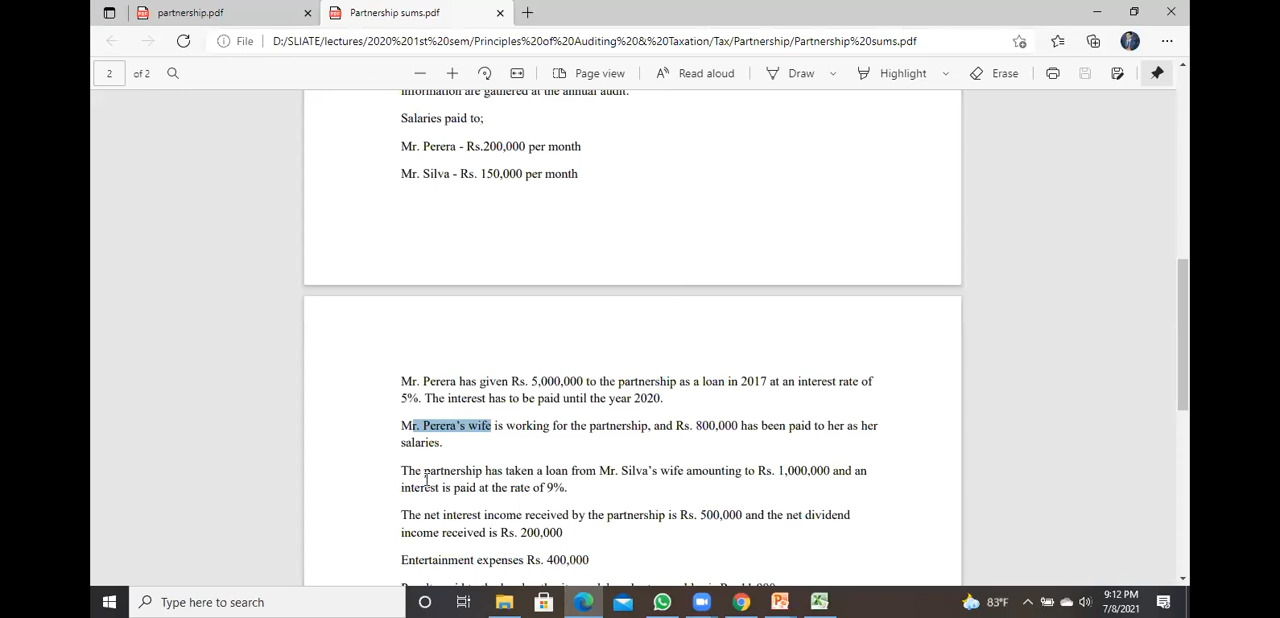 partnership.pdf
Partnership sums.pdf
File
D:/SLIATE/lectures/2020%201st%20sem/Principles%20of%20Auditing%20&%20Taxation/Tax/Partnership/Partnership%20sums.pdf
2 of 2
Page view
Read aloud
Draw
Highlight
Erase
information are gathered at the annual audit.
Salaries paid to;
Mr. Perera - Rs.200,000 per month
Mr. Silva - Rs. 150,000 per month
Mr. Perera has given Rs. 5,000,000 to the partnership as a loan in 2017 at an interest rate of
5%. The interest has to be paid until the year 2020.
Mr. Perera's wife is working for the partnership, and Rs. 800,000 has been paid to her as her
salaries.
The partnership has taken a loan from Mr. Silva's wife amounting to Rs. 1,000,000 and an
interest is paid at the rate of 9%.
The net interest income received by the partnership is Rs. 500,000 and the net dividend
income received is Rs. 200,000
Entertainment expenses Rs. 400,000
Type here to search
83°F
9:12 PM
7/8/2021